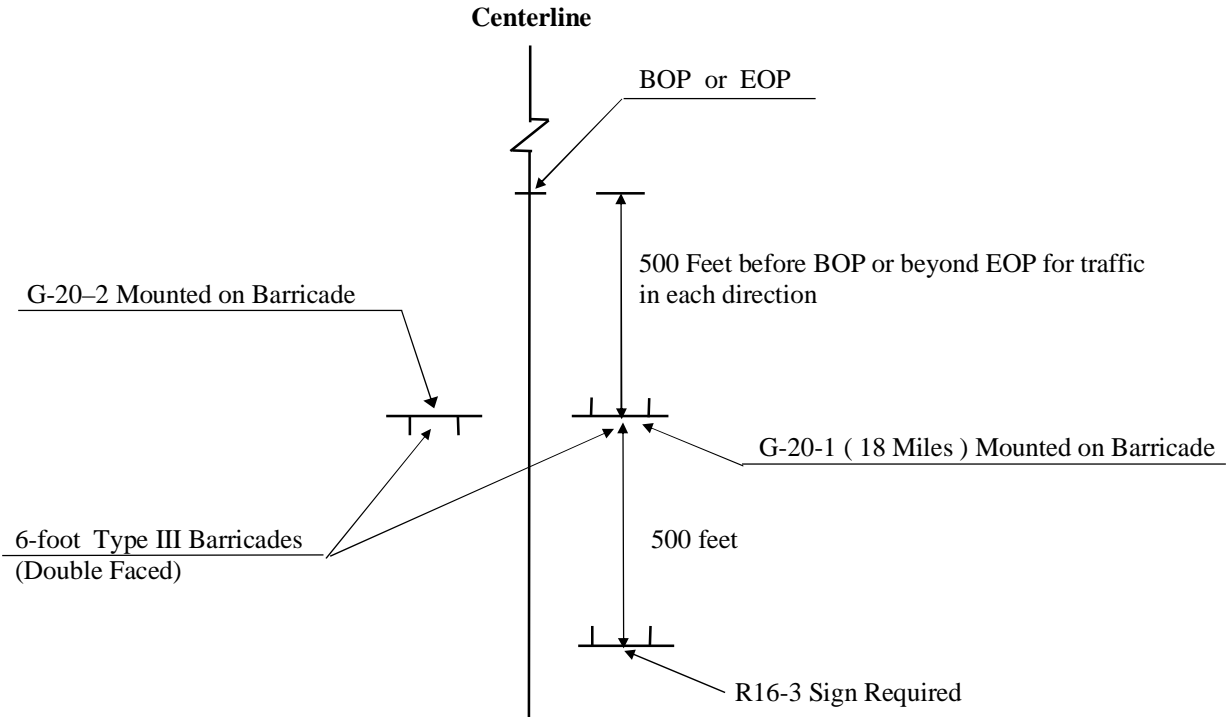 Centerline
BOP or EOP
500 Feet before BOP or beyond EOP for traffic
in each direction
G-20–2 Mounted on Barricade
G-20-1 ( 18 Miles ) Mounted on Barricade
6-foot Type III Barricades
(Double Faced)
500 feet
R16-3 Sign Required